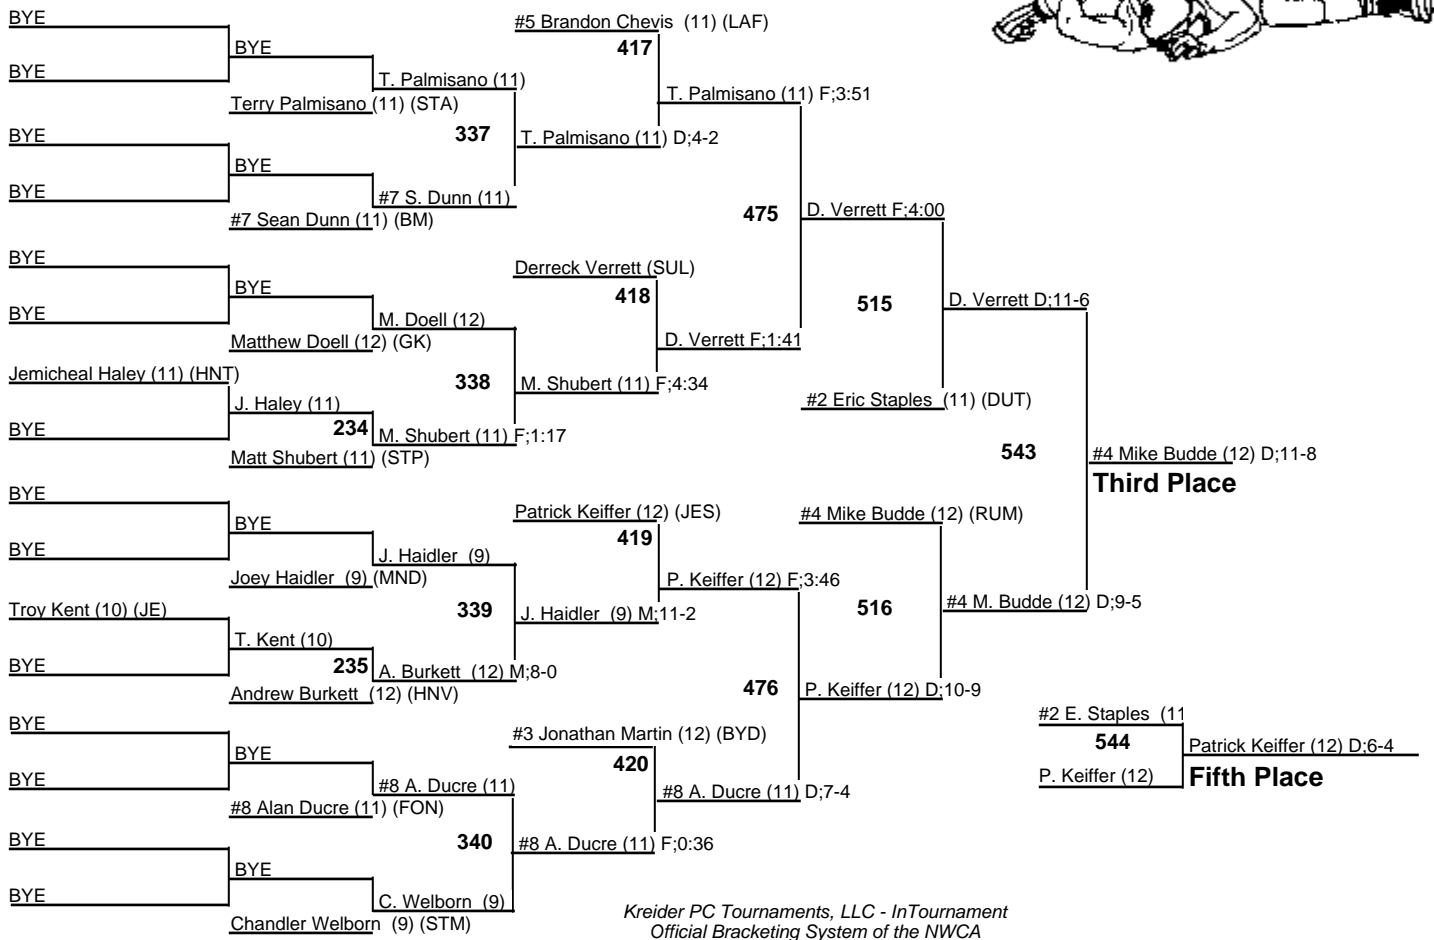 BYE
#5 Brandon Chevis (11) (LAF)
417
BYE
BYE
T. Palmisano (11)
T. Palmisano (11) F;3:51
Terry Palmisano (11) (STA)
337
BYE
T. Palmisano (11) D;4-2
BYE
BYE
#7 S. Dunn (11)
475
D. Verrett F;4:00
#7 Sean Dunn (11) (BM)
BYE
Derreck Verrett (SUL)
BYE
418
515
D. Verrett D;11-6
BYE
M. Doell (12)
Matthew Doell (12) (GK)
D. Verrett F;1:41
Jemicheal Haley (11) (HNT)
338
M. Shubert (11) F;4:34
J. Haley (11)
#2 Eric Staples (11) (DUT)
BYE
234
M. Shubert (11) F;1:17
543
#4 Mike Budde (12) D;11-8
Matt Shubert (11) (STP)
Third Place
BYE
Patrick Keiffer (12) (JES)
#4 Mike Budde (12) (RUM)
BYE
419
BYE
J. Haidler (9)
Joey Haidler (9) (MND)
P. Keiffer (12) F;3:46
Troy Kent (10) (JE)
339
J. Haidler (9) M;11-2
516
#4 M. Budde (12) D;9-5
T. Kent (10)
BYE
235
A. Burkett (12) M;8-0
Andrew Burkett (12) (HNV)
476
P. Keiffer (12) D;10-9
BYE
#2 E. Staples (11
#3 Jonathan Martin (12) (BYD)
544
Patrick Keiffer (12) D;6-4
BYE
420
BYE
#8 A. Ducre (11)
#8 A. Ducre (11) D;7-4
P. Keiffer (12)
Fifth Place
#8 Alan Ducre (11) (FON)
BYE
340
#8 A. Ducre (11) F;0:36
BYE
BYE
C. Welborn (9)
Chandler Welborn (9) (STM)
Kreider PC Tournaments, LLC - InTournament
Official Bracketing System of the NWCA